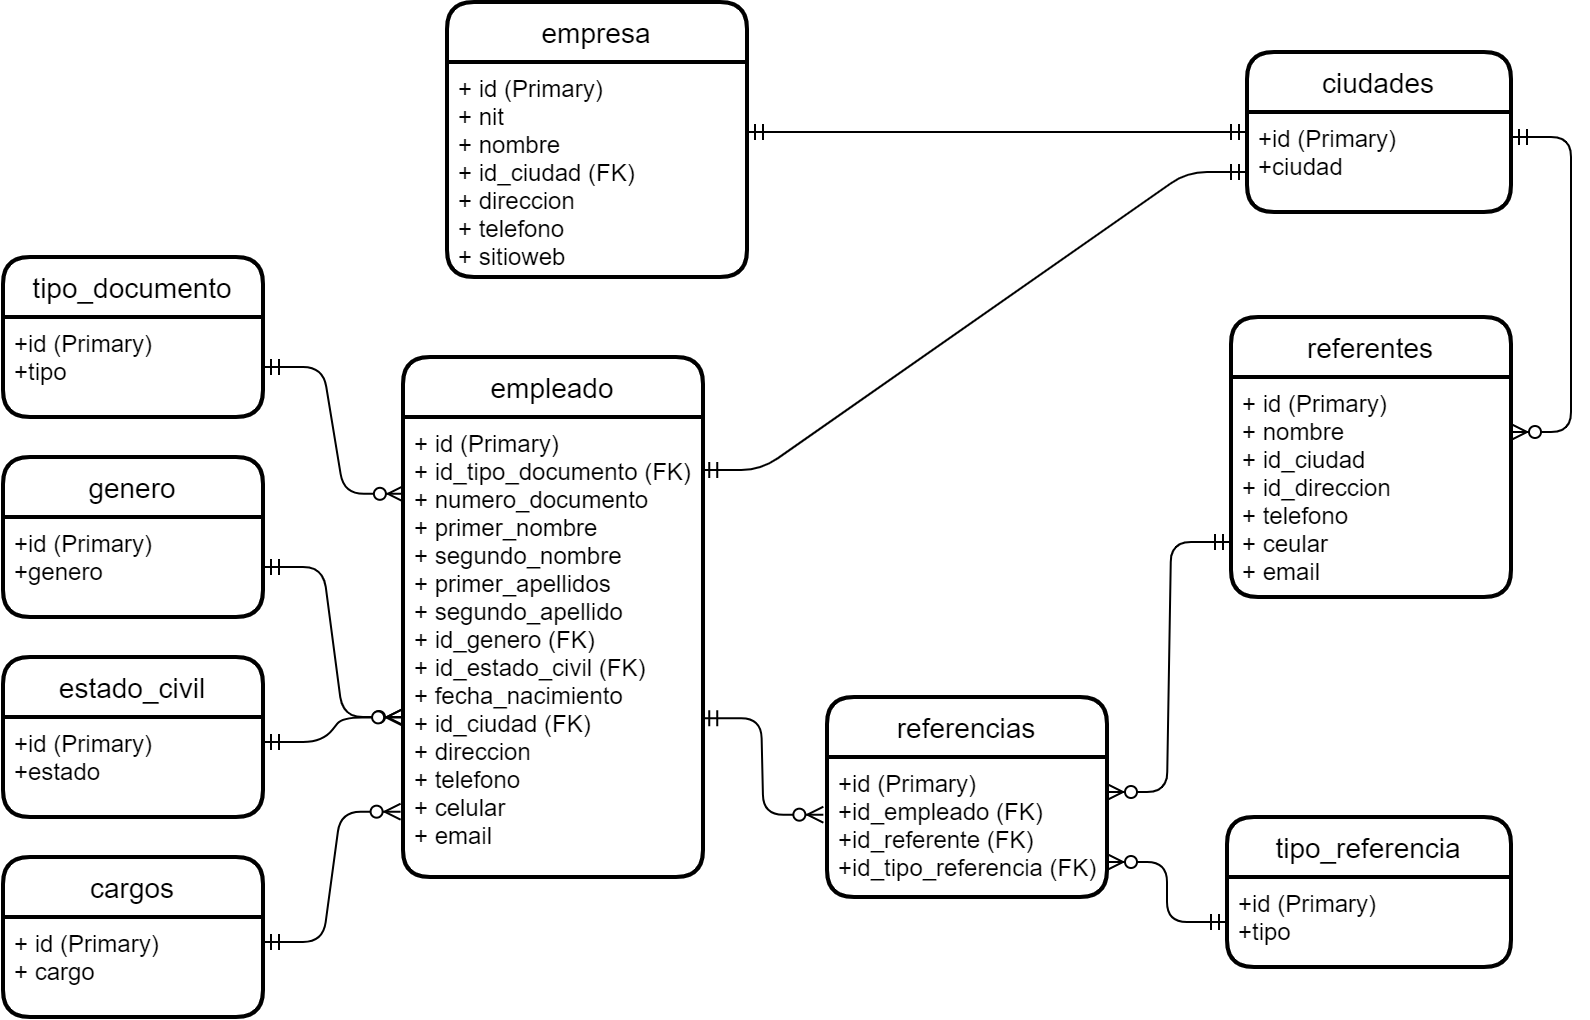 empresa
+ id (Primary)
+ nit
+ nombre
+ id_ciudad (FK)
+ direccion
+ telefono
+ sitioweb
ciudades
+id (Primary)
+ciudad
tipo_documento
+id (Primary)
+tipo
genero
+id (Primary)
+genero
estado_civil
+id (Primary)
+estado
cargos
+ id (Primary)
+ cargo
empleado
+ id (Primary)
+ id_tipo_documento (FK)
+ numero_documento
+ primer_nombre
+ segundo_nombre
+ primer_apellidos
+ segundo_apellido
+ id_genero (FK)
+ id_estado_civil (FK)
+ fecha_nacimiento
+ id_ciudad (FK)
+ direccion
+ telefono
+ celular
+ email
referentes
+ id (Primary)
+ nombre
+ id_ciudad
+ id_direccion
+ telefono
+ ceular
+ email
referencias
+id (Primary)
+id_empleado (FK)
+id_referente (FK)
+id_tipo_referencia (FK)
tipo_referencia
+id (Primary)
+tipo